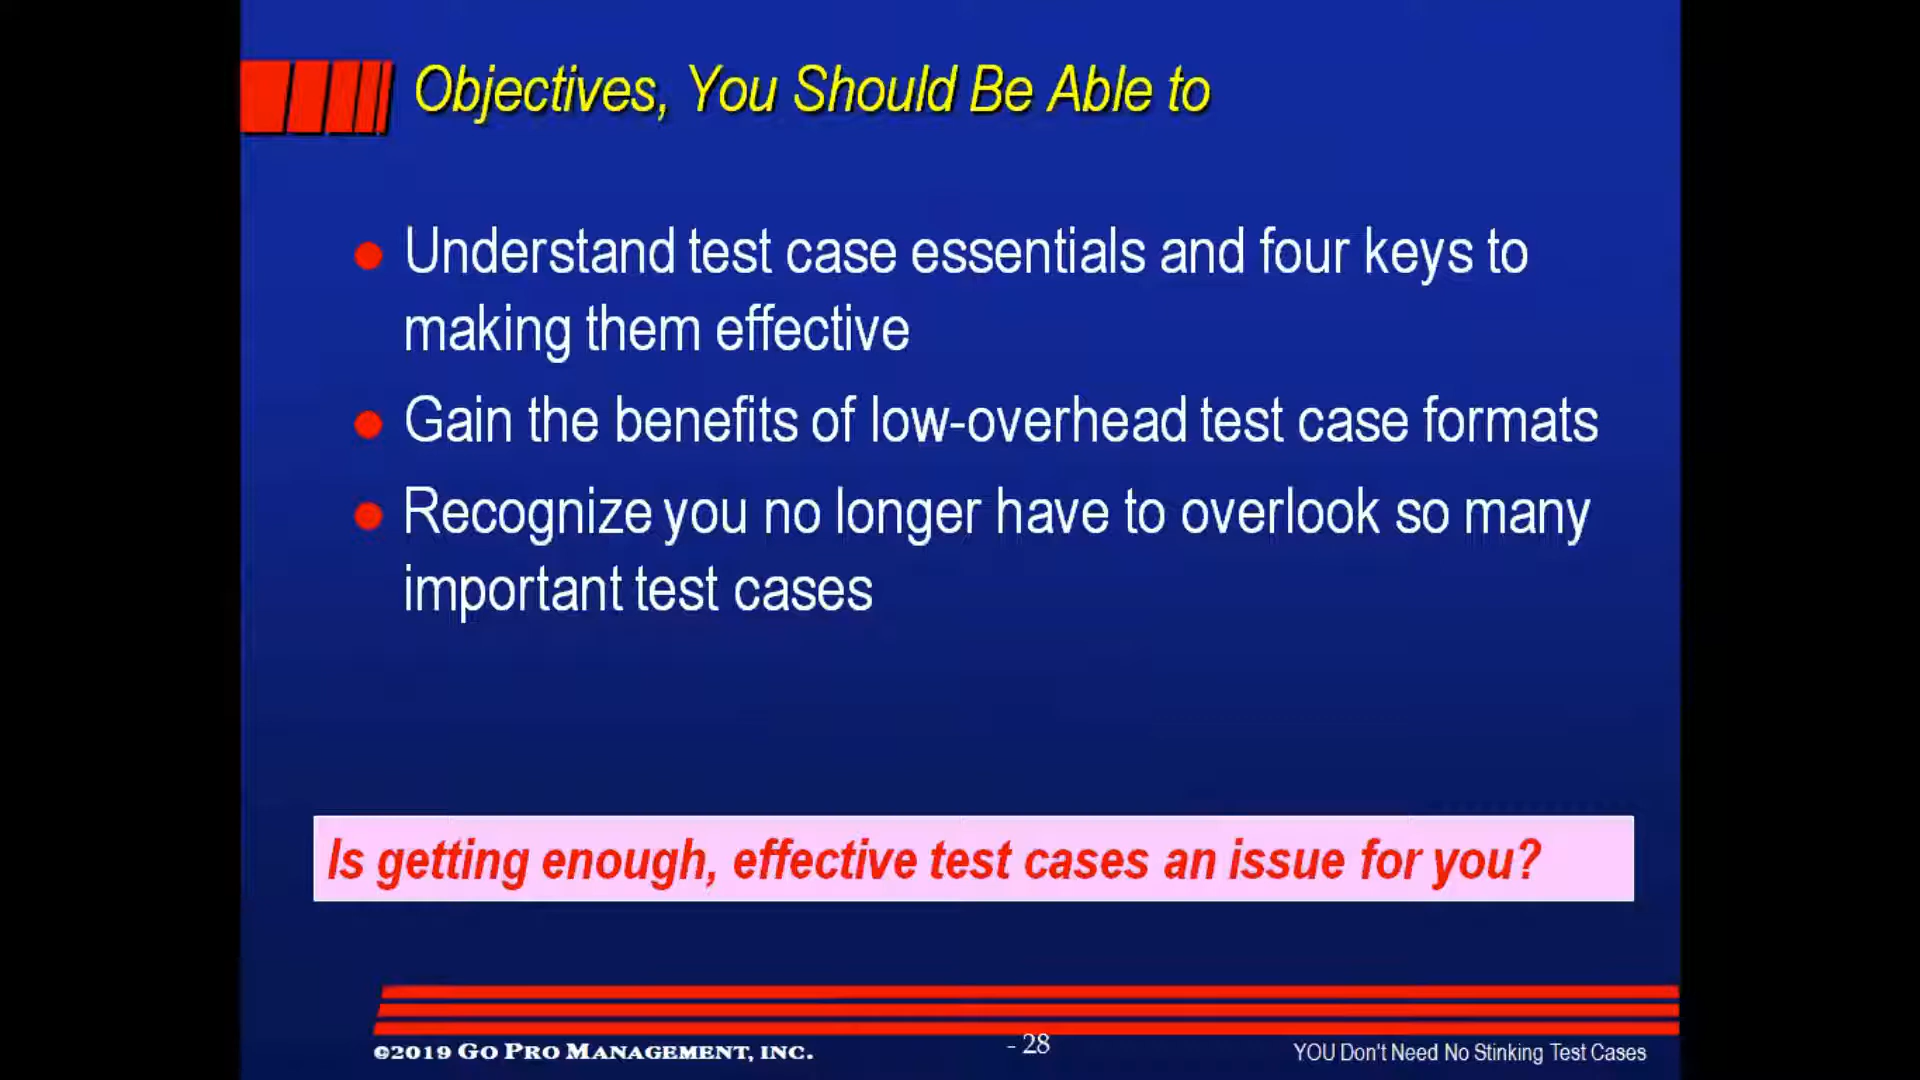 Objectives, You Should Be Able to
Understand test case essentials and four keys to
making them effective
Gain the benefits of low-overhead test case formats
Recognize you no longer have to overlook so many
important test cases
Is getting enough, effective test cases an issue for you?
©2019 GO PRO MANAGEMENT, INC.
- 28
YOU Don't Need No Stinking Test Cases